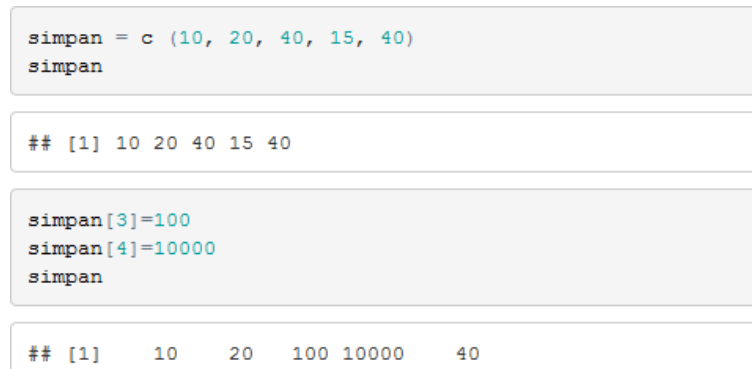 simpan = c (10, 20, 40, 15, 40)
simpan
## [1] 10 20 40 15 40
simpan[3]=100
simpan[4]=10000
simpan
## [1]    10    20   100 10000    40